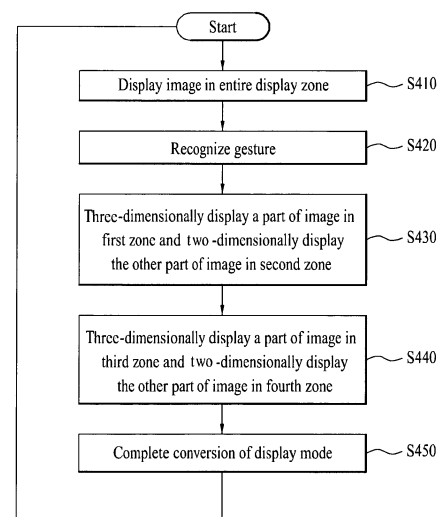 Start
Display image in entire display zone
S410
Recognize gesture
S420
Three-dimensionally display a part of image in
first zone and two-dimensionally display
the other part of image in second zone
S430
Three-dimensionally display a part of image in
third zone and two-dimensionally display
the other part of image in fourth zone
S440
Complete conversion of display mode
S450